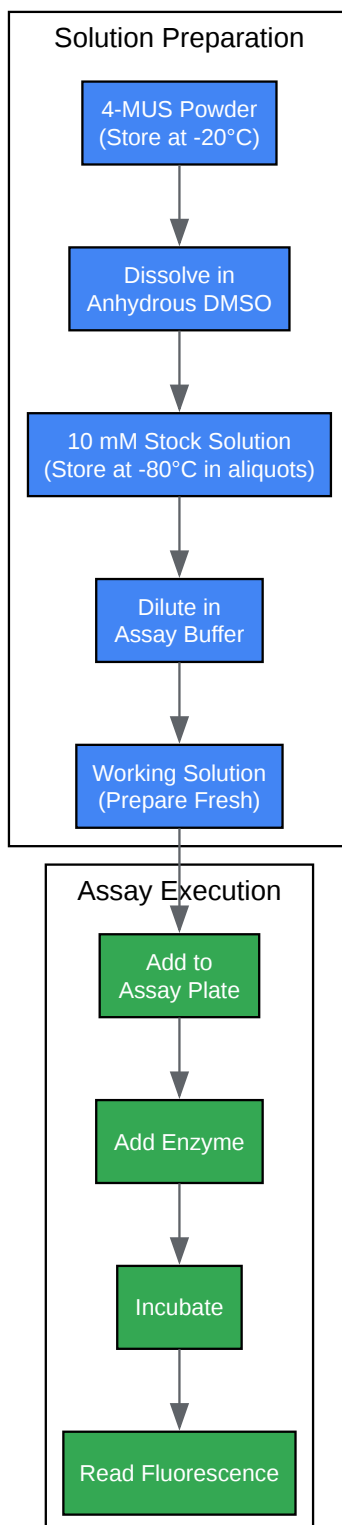 Solution Preparation
4-MUS Powder
(Store at -20°C)
Dissolve in
Anhydrous DMSO
10 mM Stock Solution
(Store at -80°C in aliquots)
Dilute in
Assay Buffer
Working Solution
(Prepare Fresh)
Assay Execution
Add to
Assay Plate
Add Enzyme
Incubate
Read Fluorescence